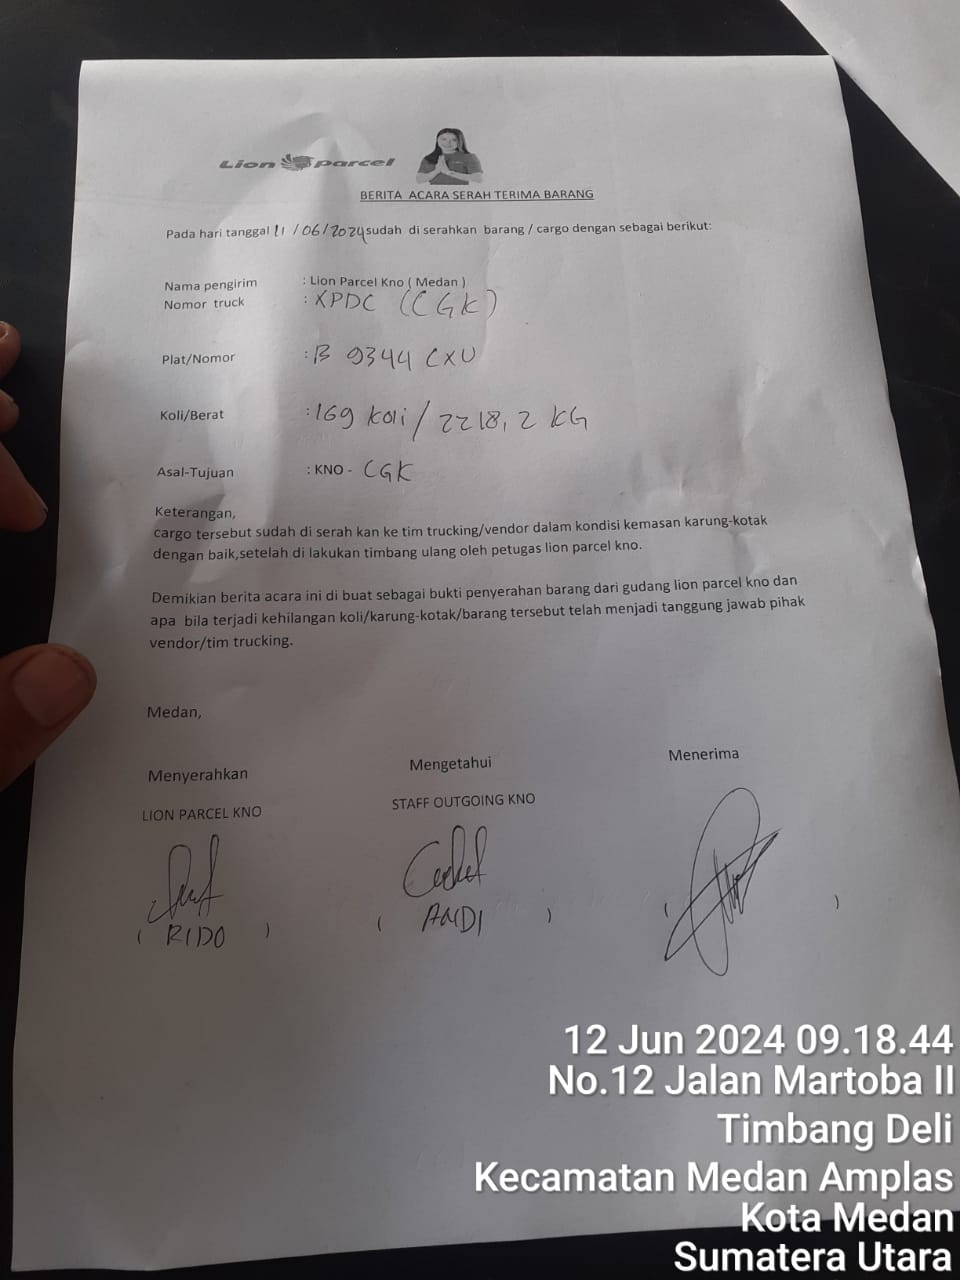 Lion parcel
BERITA ACARA SERAH TERIMA BARANG
Pada hari tanggal 11/06/2024 sudah di serahkan barang / cargo dengan sebagai berikut:
Nama pengirim : Lion Parcel Kno ( Medan )
Nomor truck : XPDC (CGK)
Plat/Nomor : B 9344 CXU
Koli/Berat : 169 koli / 2218,2 KG
Asal-Tujuan : KNO - CGK
Keterangan,
cargo tersebut sudah di serah kan ke tim trucking/vendor dalam kondisi kemasan karung-kotak
dengan baik,setelah di lakukan timbang ulang oleh petugas lion parcel kno.
Demikian berita acara ini di buat sebagai bukti penyerahan barang dari gudang lion parcel kno dan
apa bila terjadi kehilangan koli/karung-kotak/barang tersebut telah menjadi tanggung jawab pihak
vendor/tim trucking.
Medan,
Menyerahkan Mengetahui Menerima
LION PARCEL KNO STAFF OUTGOING KNO
( RIDO ) ( ANDI ) ( )
12 Jun 2024 09.18.44
No.12 Jalan Martoba II
Timbang Deli
Kecamatan Medan Amplas
Kota Medan
Sumatera Utara